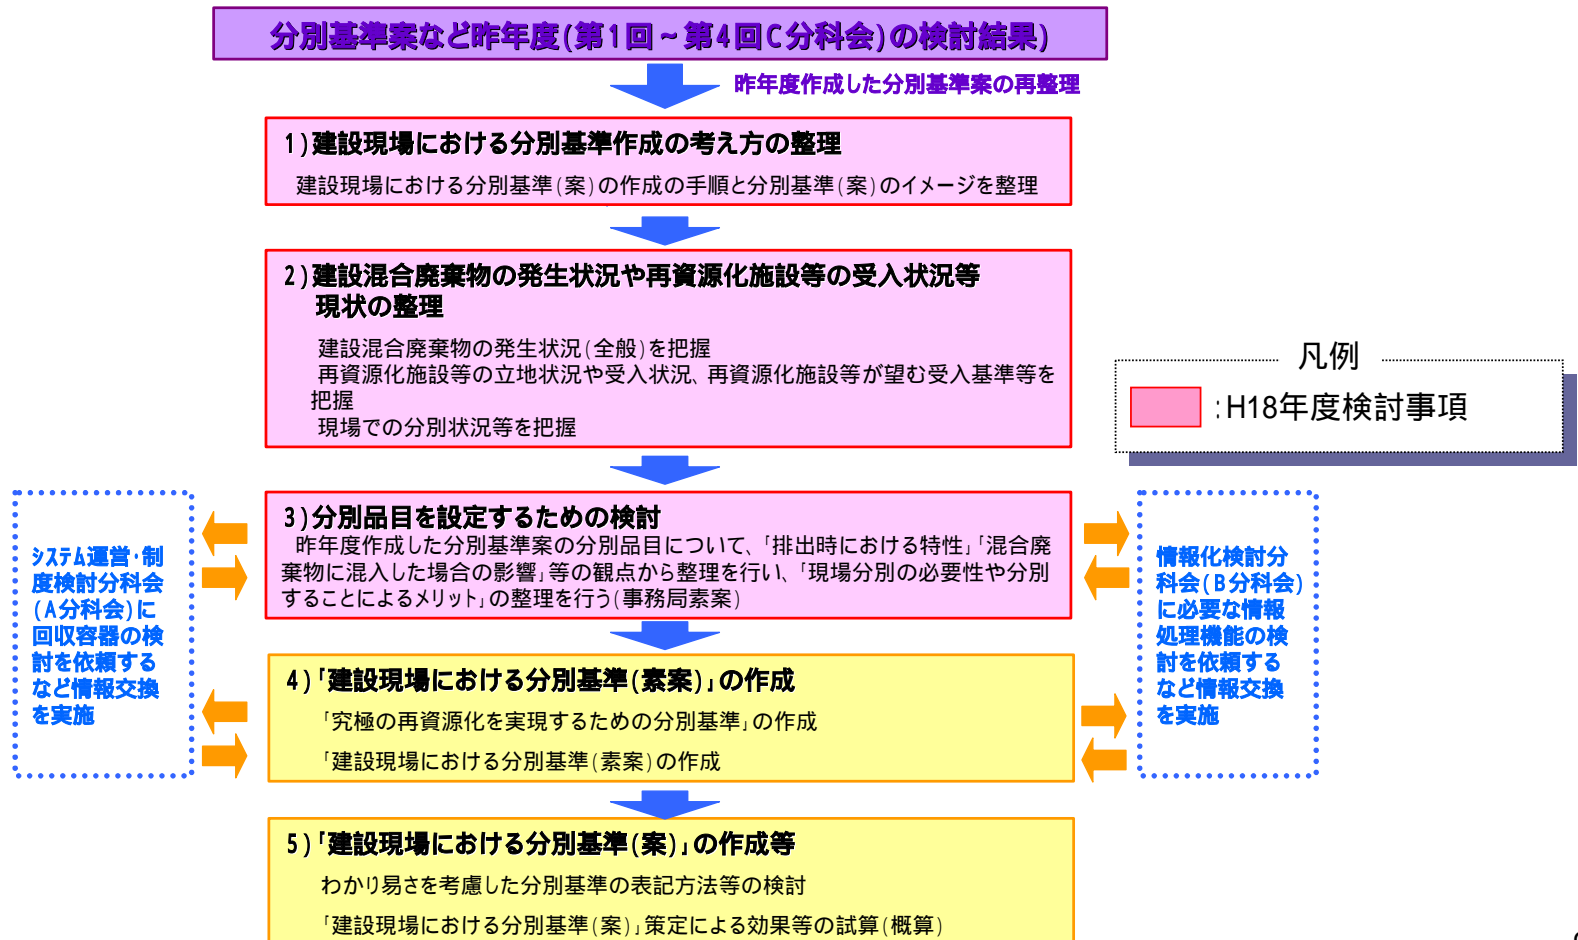 分別基準案など昨年度(第1回～第4回C分科会)の検討結果)
昨年度作成した分別基準案の再整理
1)建設現場における分別基準作成の考え方の整理
建設現場における分別基準(案)の作成の手順と分別基準(案)のイメージを整理
2)建設混合廃棄物の発生状況や再資源化施設等の受入状況等
現状の整理
建設混合廃棄物の発生状況(全般)を把握
再資源化施設等の立地状況や受入状況、再資源化施設等が望む受入基準等を
把握
現場での分別状況等を把握
凡例
:H18年度検討事項
3)分別品目を設定するための検討
昨年度作成した分別基準案の分別品目について、「排出時における特性」「混合廃
棄物に混入した場合の影響」等の観点から整理を行い、「現場分別の必要性や分別
することによるメリット」の整理を行う(事務局素案)
ｼｽﾃﾑ運営・制
度検討分科会
(A分科会)に
回収容器の検
討を依頼する
など情報交換
を実施
情報化検討分
科会(B分科会)
に必要な情報
処理機能の検
討を依頼する
など情報交換
を実施
4)「建設現場における分別基準(素案)」の作成
「究極の再資源化を実現するための分別基準」の作成
「建設現場における分別基準(素案)の作成
5)「建設現場における分別基準(案)」の作成等
わかり易さを考慮した分別基準の表記方法等の検討
「建設現場における分別基準(案)」策定による効果等の試算(概算)